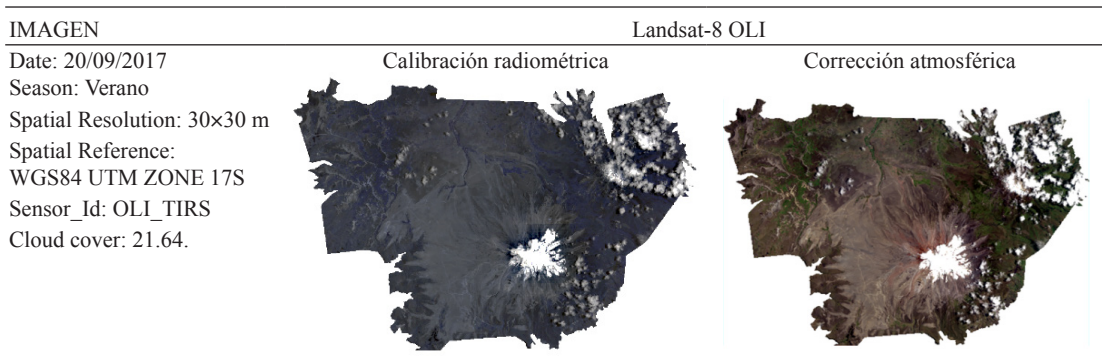 IMAGEN
Landsat-8 OLI
Date: 20/09/2017
Season: Verano
Spatial Resolution: 30×30 m
Spatial Reference:
WGS84 UTM ZONE 17S
Sensor_Id: OLI_TIRS
Cloud cover: 21.64.
Calibración radiométrica
Corrección atmosférica